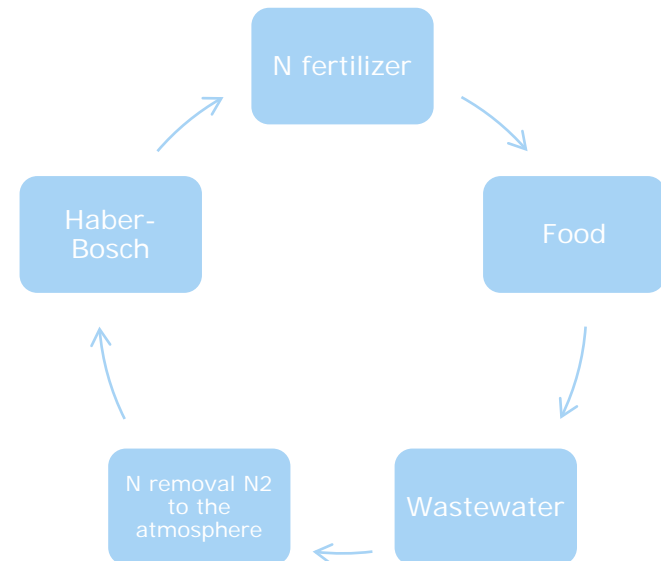 N fertilizer
Food
Wastewater
N removal N2
to the
atmosphere
Haber-
Bosch